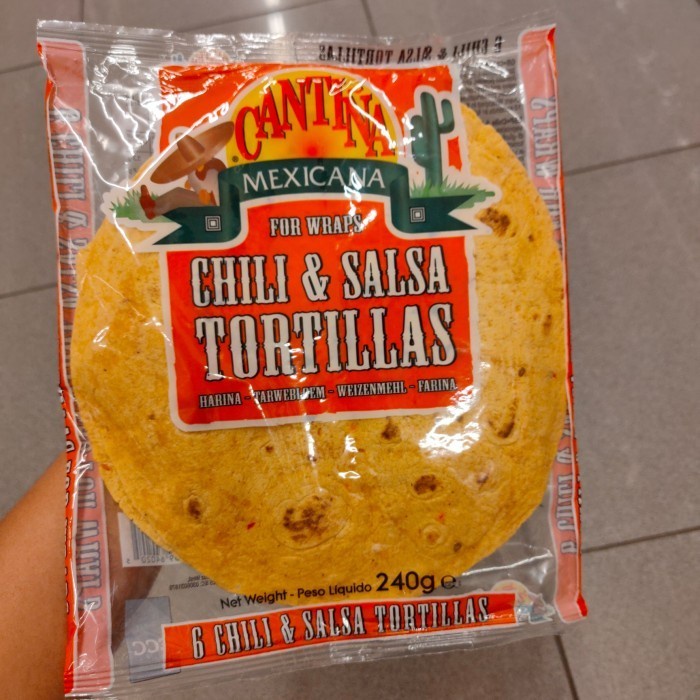 CANTINA
MEXICANA
FOR WRAPS
CHILI & SALSA
TORTILLAS
HARINA - TARWEBLOEM - WEIZENMEHL - FARINA
Net Weight - Peso Líquido 240g e
6 CHILI & SALSA TORTILLAS